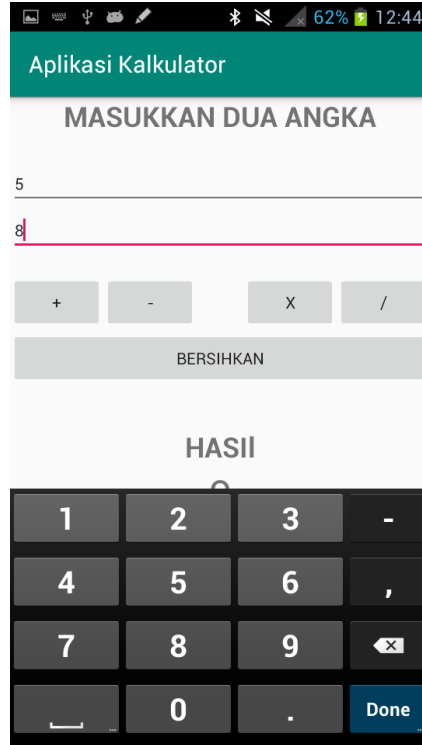 62% 12:44
Aplikasi Kalkulator
MASUKKAN DUA ANGKA
5
8
+ - X /
BERSIHKAN
HASIl
1 2 3 -
4 5 6 ,
7 8 9
0 . Done